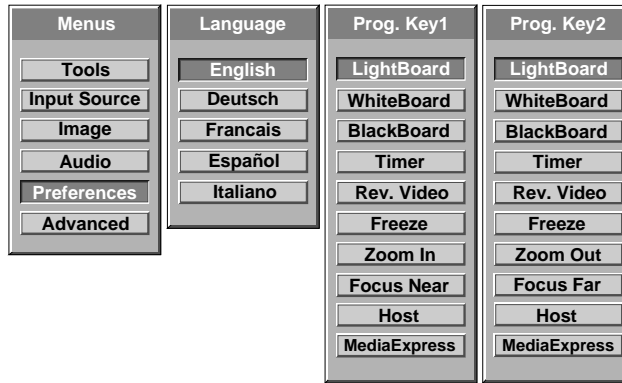 Menus
Tools
Input Source
Image
Audio
Preferences
Advanced
Language
English
Deutsch
Francais
Español
Italiano
Prog. Key1
LightBoard
WhiteBoard
BlackBoard
Timer
Rev. Video
Freeze
Zoom In
Focus Near
Host
MediaExpress
Prog. Key2
LightBoard
WhiteBoard
BlackBoard
Timer
Rev. Video
Freeze
Zoom Out
Focus Far
Host
MediaExpress